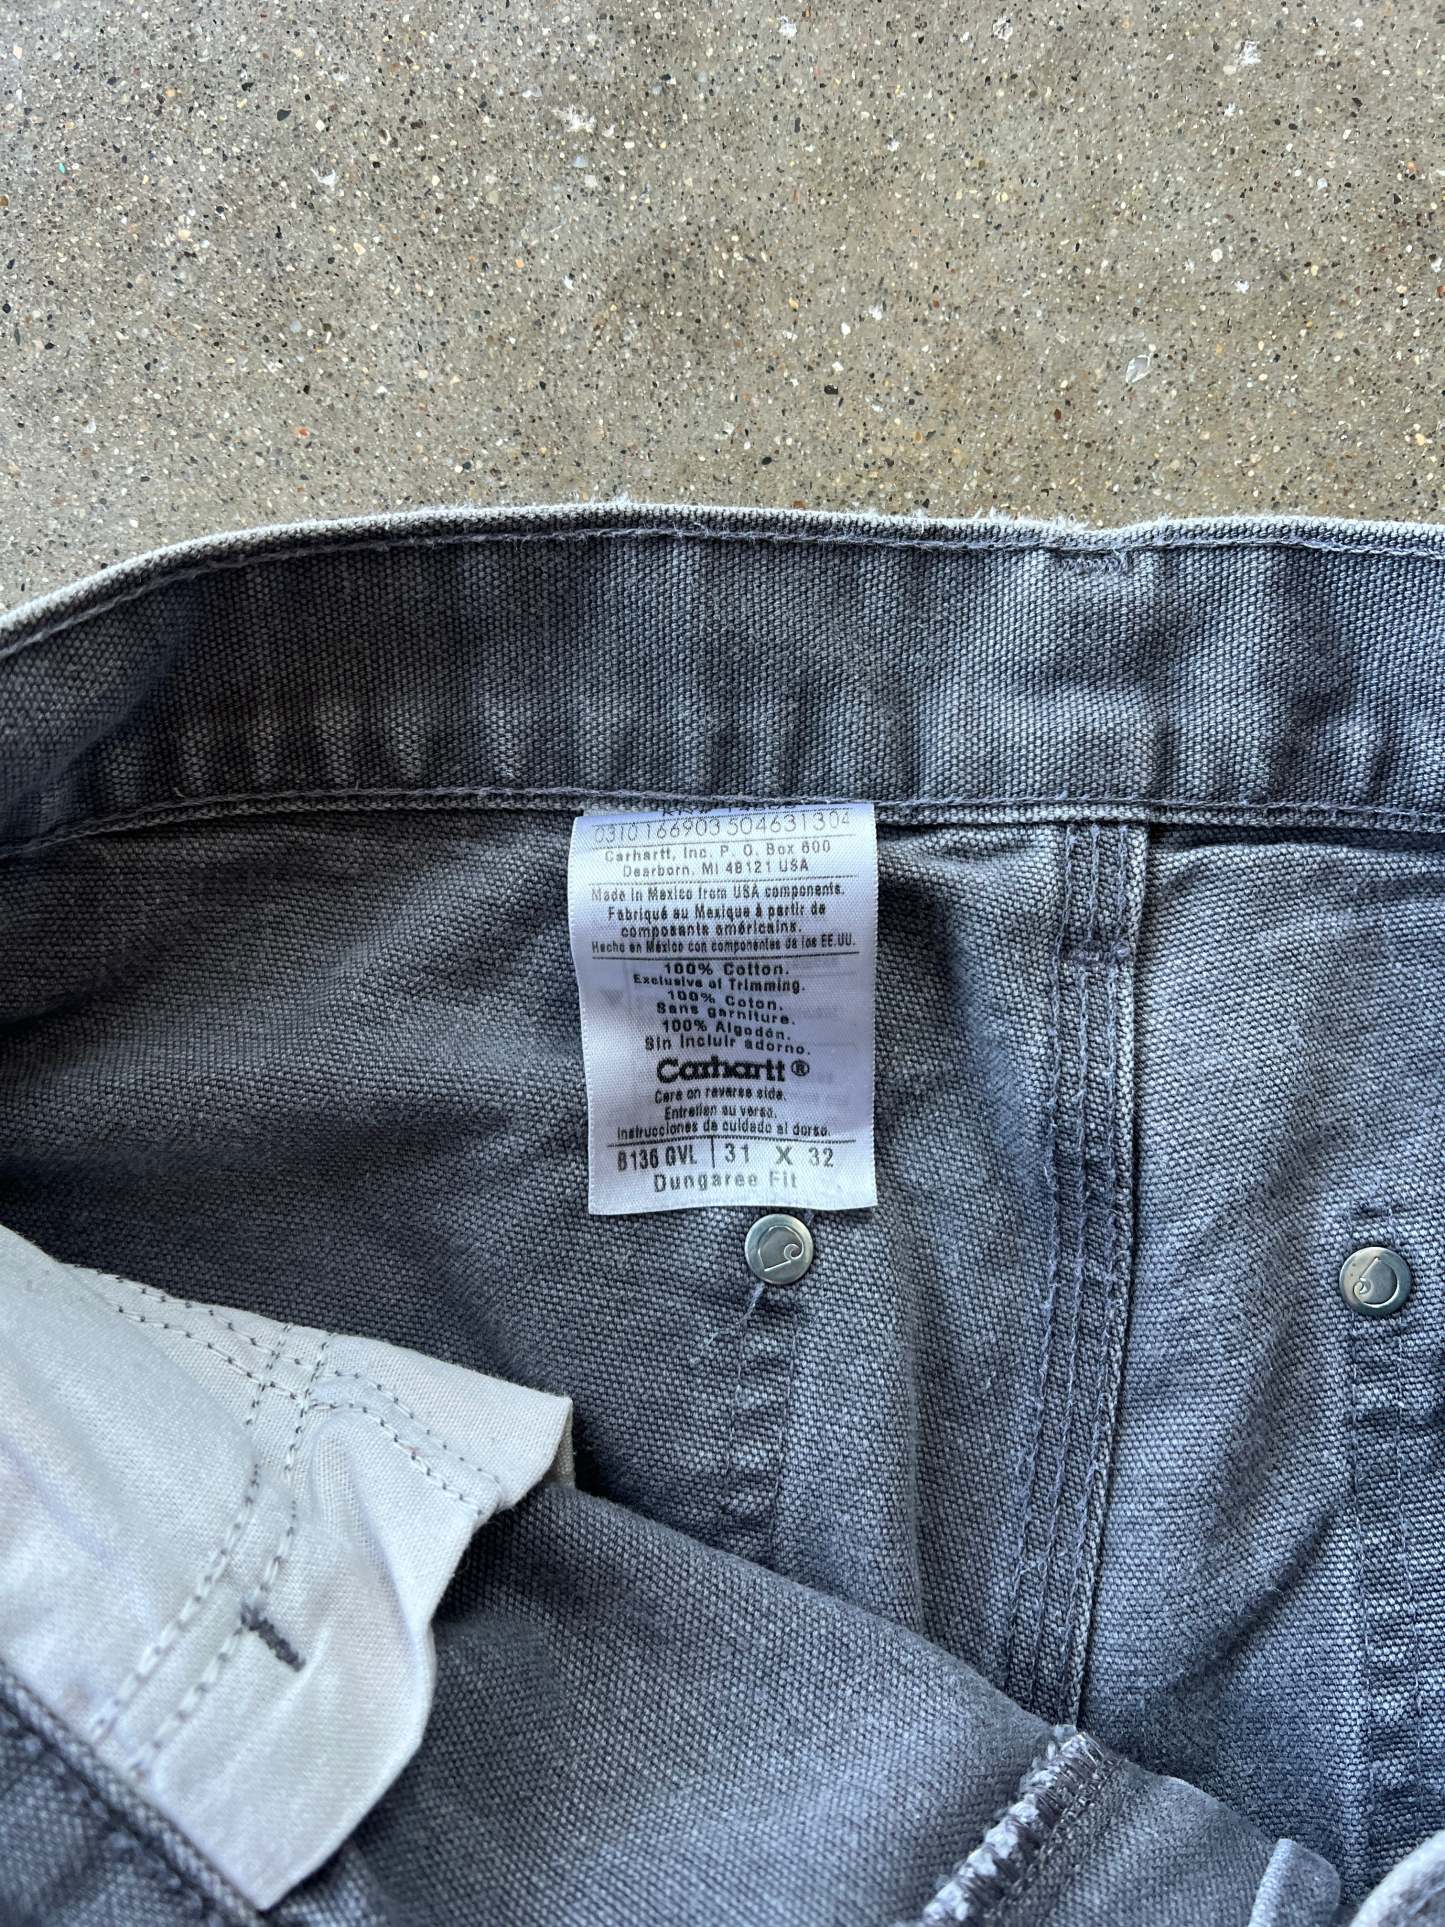 0310166903 504631304
Carhartt, Inc. P. O. Box 600
Dearborn, MI 48121 USA
Made in Mexico from USA components.
Fabriqué au Mexique à partir de
composants américains.
Hecho en México con componentes de los EE.UU.
100% Cotton.
Exclusive of Trimming.
100% Coton.
Sans garniture.
100% Algodón.
Sin incluir adorno.
Carhartt®
Care on reverse side.
Entretien au verso.
Instrucciones de cuidado al dorso.
B136 GVL 31 X 32
Dungaree Fit